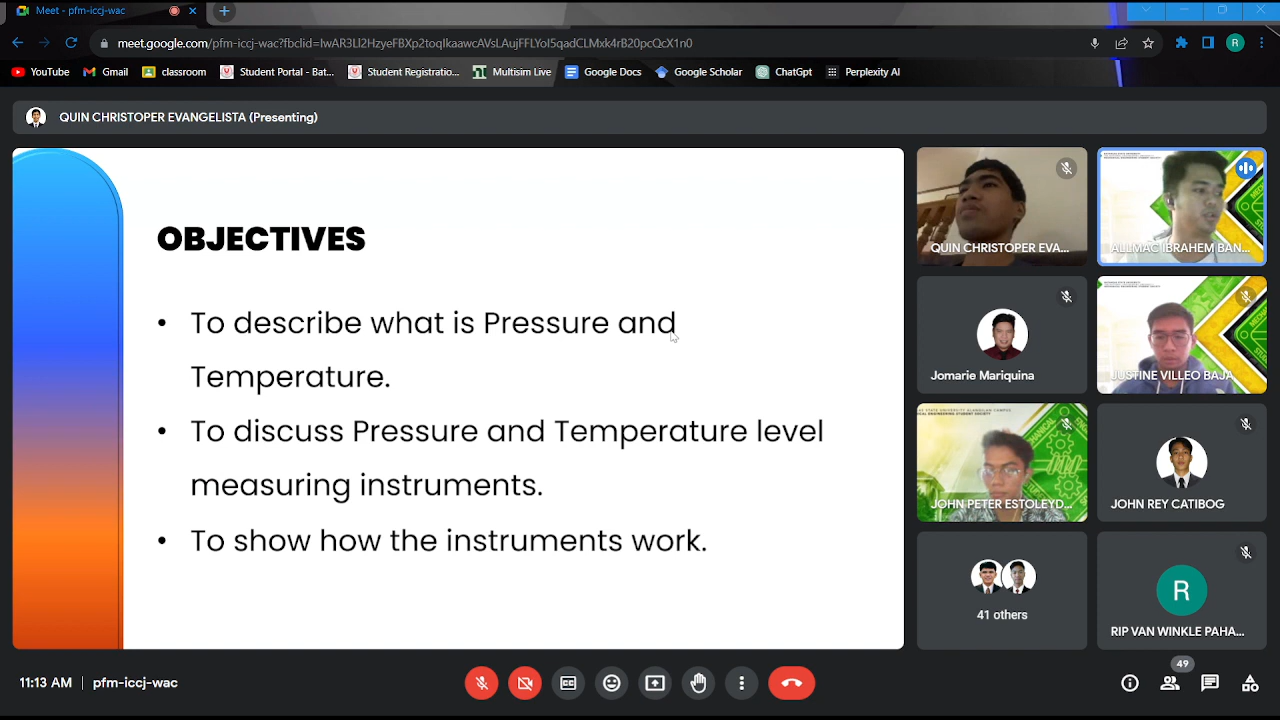 Meet - pfm-iccj-wac
meet.google.com/pfm-iccj-wac?fbclid=IwAR3Ll2HzyeFBXp2toqIkaawcAVsLAujFFLYoI5qadCLMxk4rB20pcQcX1n0
R
YouTube
Gmail
classroom
Student Portal - Bat...
Student Registratio...
Multisim Live
Google Docs
Google Scholar
ChatGpt
Perplexity AI
QUIN CHRISTOPER EVANGELISTA (Presenting)
OBJECTIVES
• To describe what is Pressure and
Temperature.
• To discuss Pressure and Temperature level
measuring instruments.
• To show how the instruments work.
QUIN CHRISTOPER EVA...
ALLMAC IBRAHEM BAN...
Jomarie Mariquina
JUSTINE VILLEO BAJA
JOHN PETER ESTOLEYD...
JOHN REY CATIBOG
41 others
R
RIP VAN WINKLE PAHA...
11:13 AM
pfm-iccj-wac
49